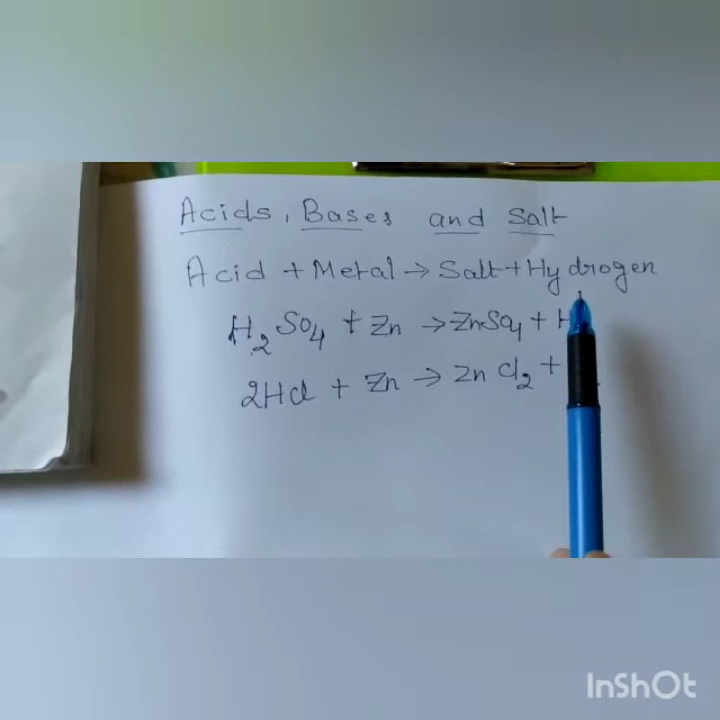 Acids, Bases and Salt
Acid + Metal → Salt + Hydrogen
H₂SO₄ + Zn → ZnSO₄ + H
2HCl + Zn → ZnCl₂ +
InShOt